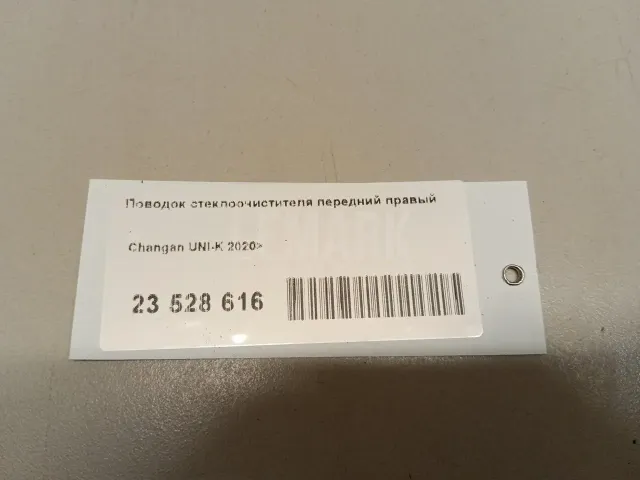 Поводок стеклоочистителя передний правый
Changan UNI-K 2020>
23 528 616